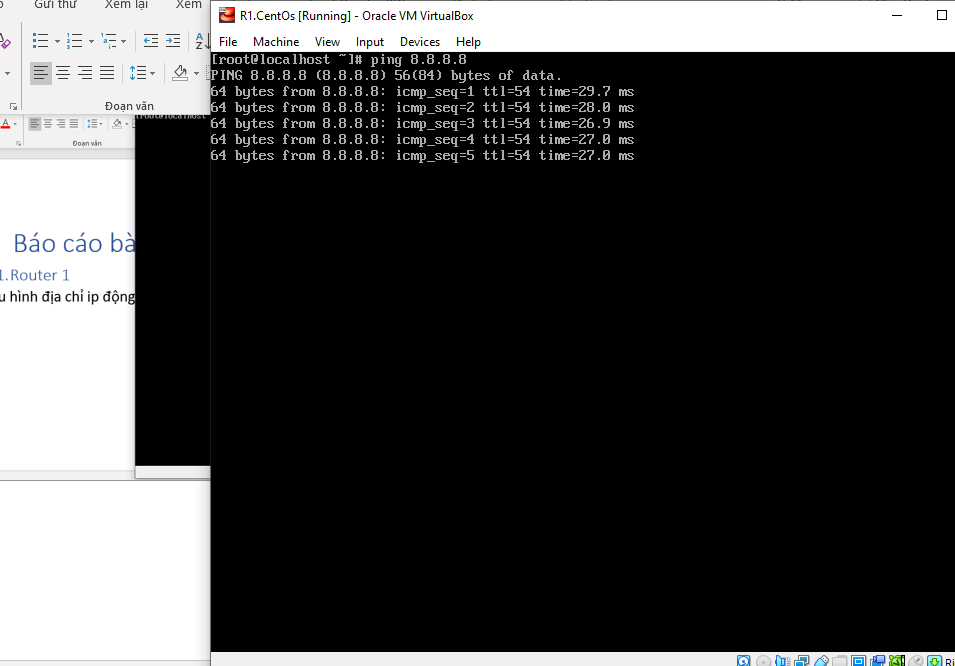 Gửi thư Xem lại Xem
Đoạn văn
Đoạn văn
Báo cáo bà
1.Router 1
u hình địa chỉ ip động
R1.CentOs [Running] - Oracle VM VirtualBox
File Machine View Input Devices Help
[root@localhost ~]# ping 8.8.8.8
PING 8.8.8.8 (8.8.8.8) 56(84) bytes of data.
64 bytes from 8.8.8.8: icmp_seq=1 ttl=54 time=29.7 ms
64 bytes from 8.8.8.8: icmp_seq=2 ttl=54 time=28.0 ms
64 bytes from 8.8.8.8: icmp_seq=3 ttl=54 time=26.9 ms
64 bytes from 8.8.8.8: icmp_seq=4 ttl=54 time=27.0 ms
64 bytes from 8.8.8.8: icmp_seq=5 ttl=54 time=27.0 ms
Ri